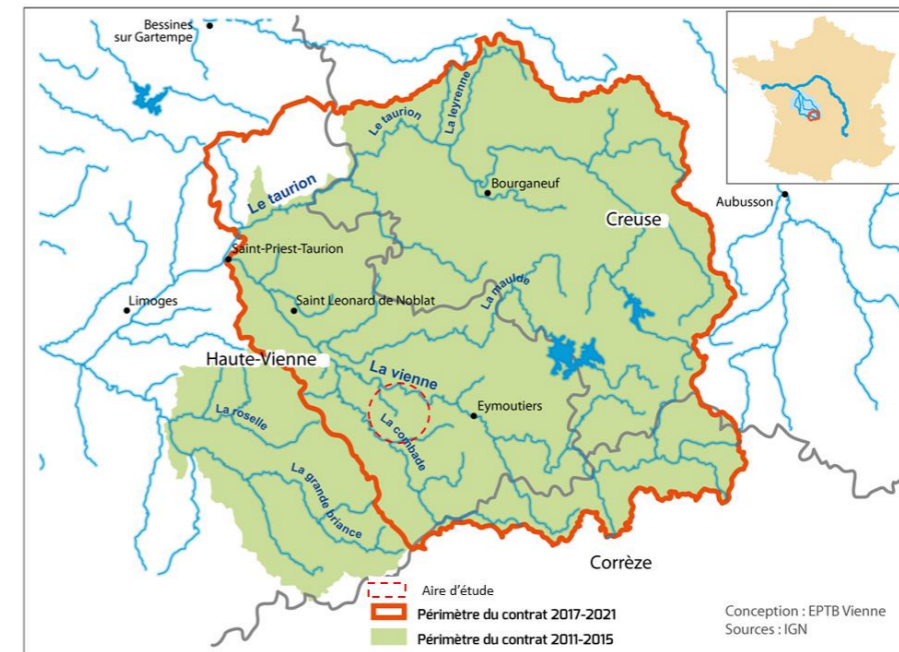 Bessines
sur Gartempe
Le taurion
La leyrenne
Bourganeuf
Aubusson
Le taurion
Creuse
Saint-Priest-Taurion
Limoges
Saint Leonard de Noblat
La maulde
Haute-Vienne
La vienne
Eymoutiers
La roselle
La combade
La grande briance
Corrèze
Aire d'étude
Périmètre du contrat 2017-2021
Périmètre du contrat 2011-2015
Conception : EPTB Vienne
Sources : IGN